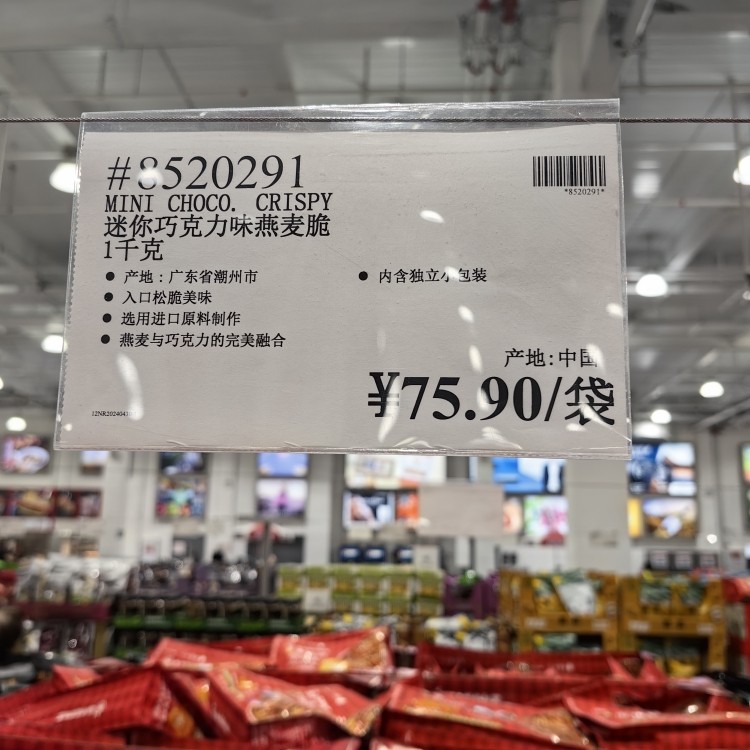 #8520291
*8520291*
MINI CHOCO. CRISPY
迷你巧克力味燕麦脆
1千克
● 产地：广东省潮州市
● 内含独立小包装
● 入口松脆美味
● 选用进口原料制作
● 燕麦与巧克力的完美融合
产地:中国
¥75.90/袋